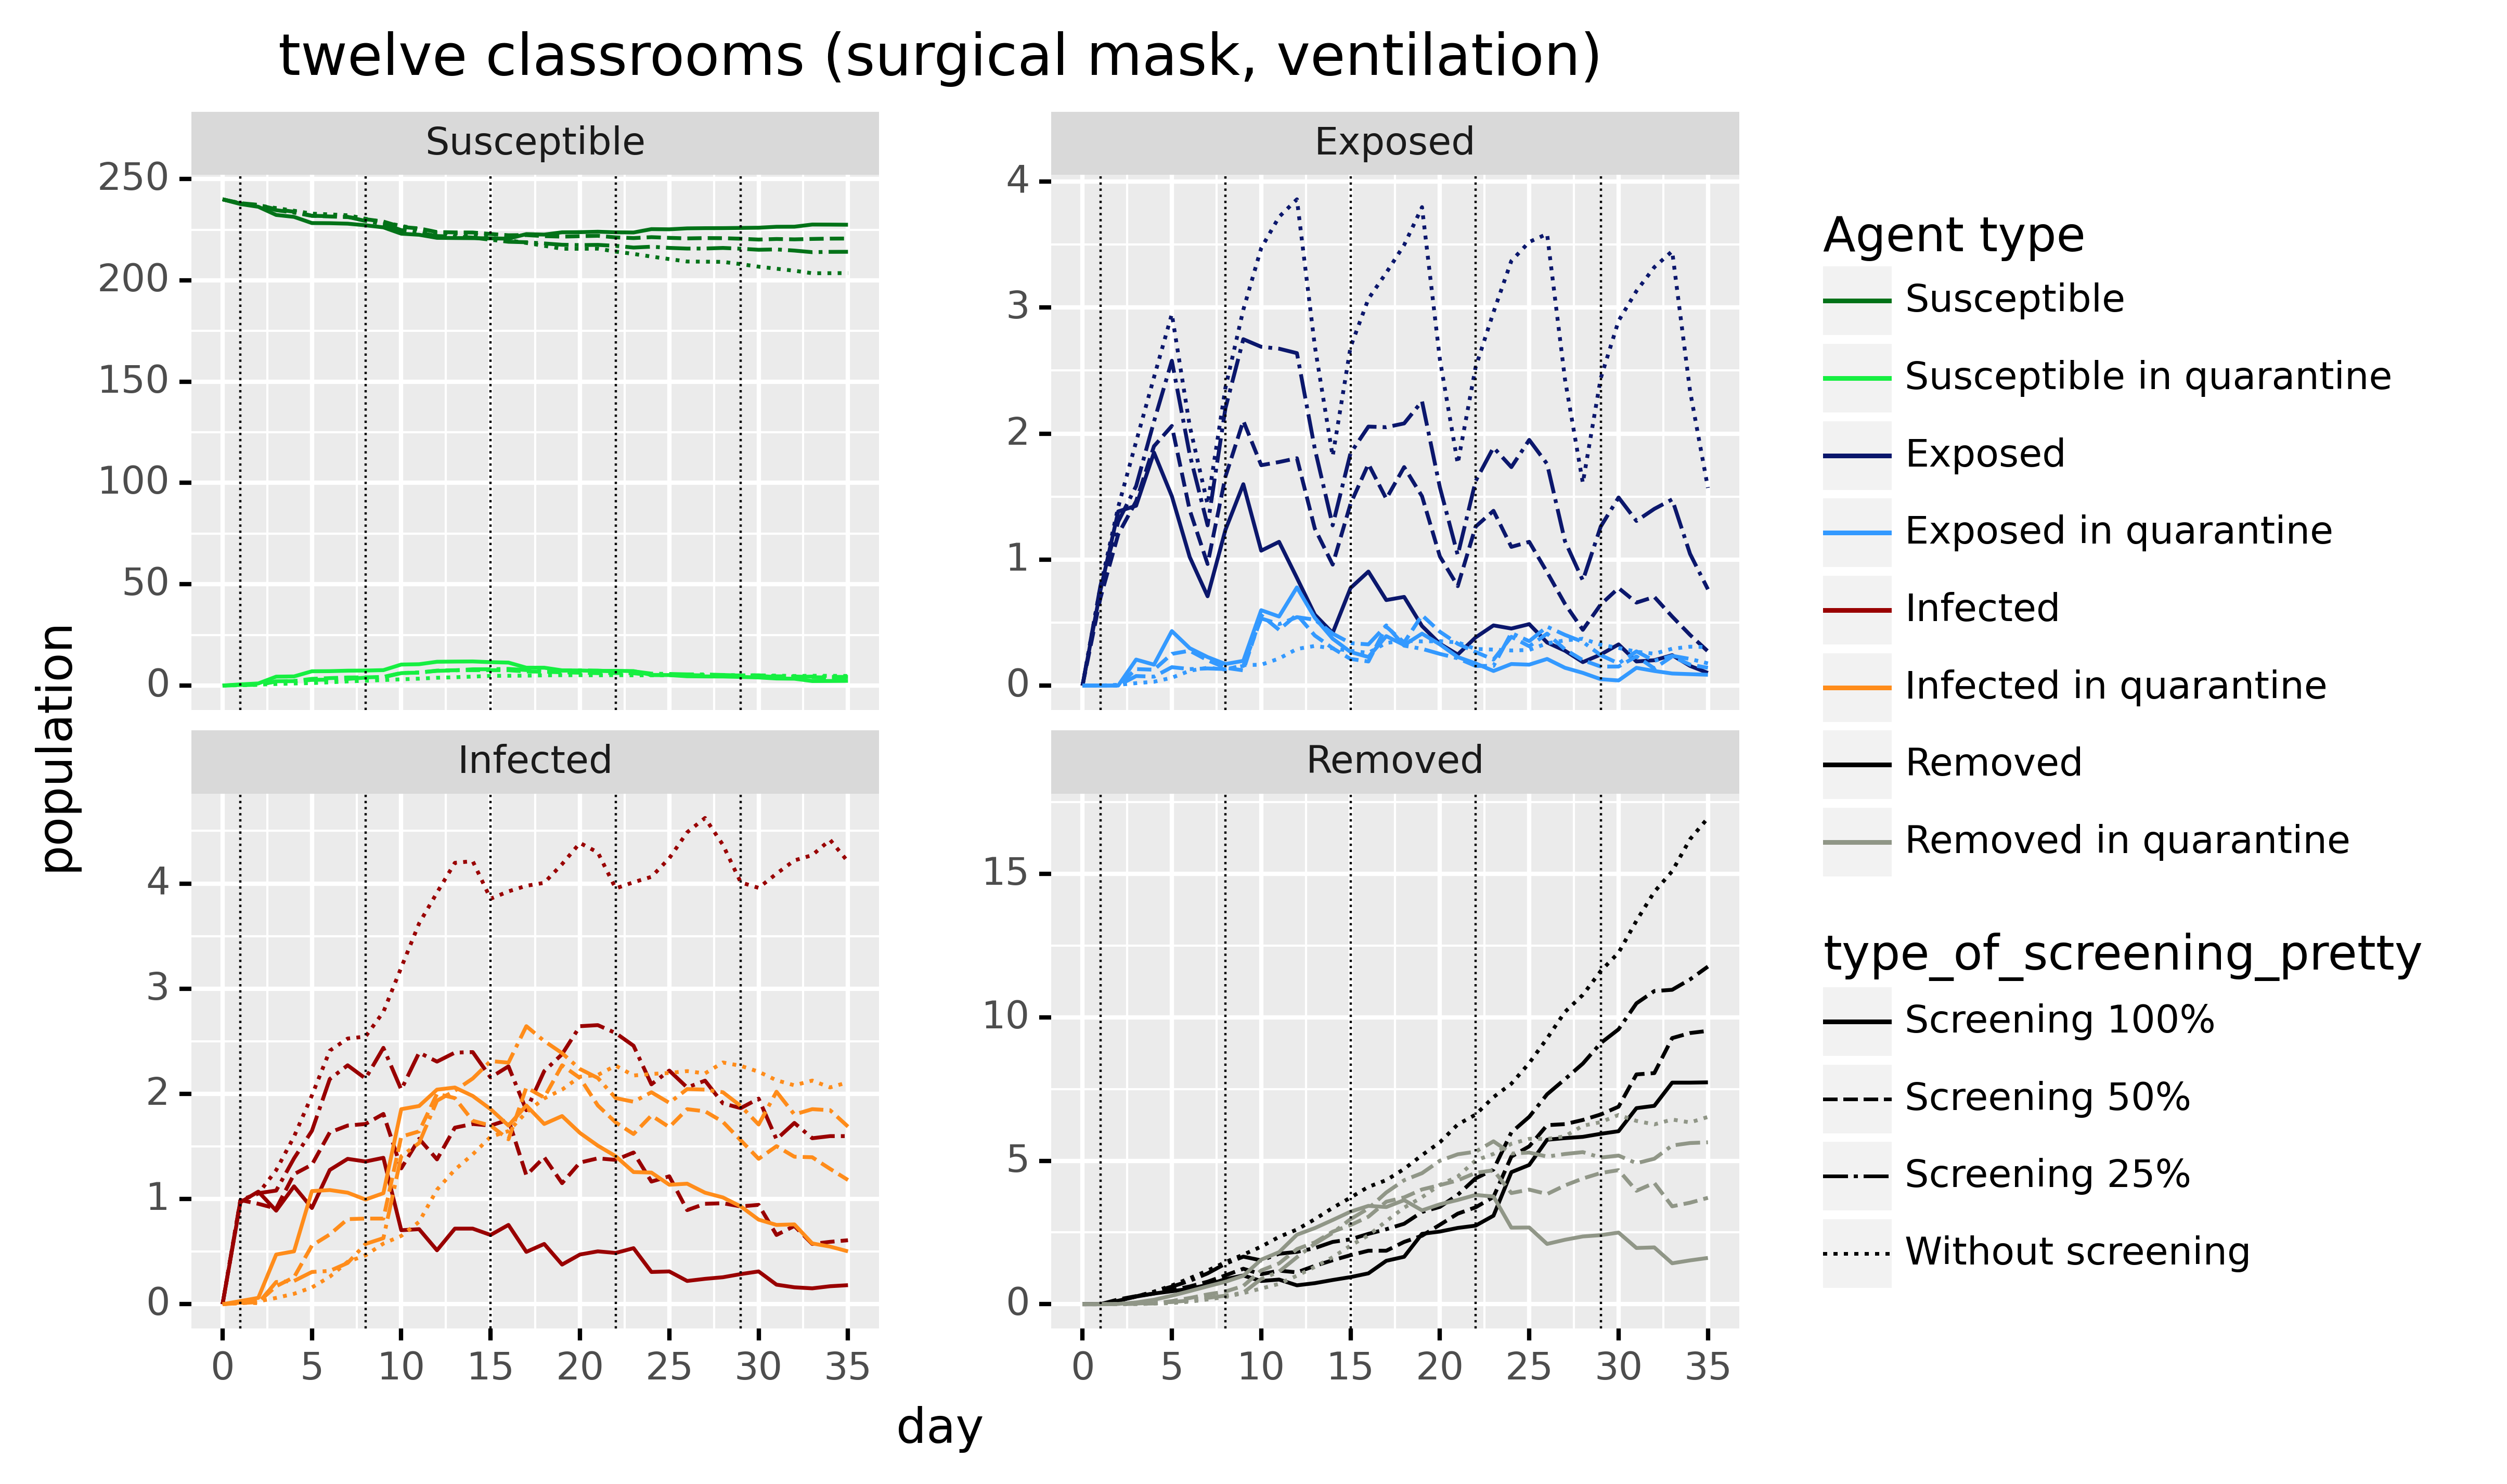 twelve classrooms (surgical mask, ventilation)
Susceptible
250
200
150
100
50
0
Exposed
4
3
2
1
0
Infected
4
3
2
1
0
0 5 10 15 20 25 30 35
Removed
15
10
5
0
0 5 10 15 20 25 30 35
population
day
Agent type
Susceptible
Susceptible in quarantine
Exposed
Exposed in quarantine
Infected
Infected in quarantine
Removed
Removed in quarantine
type_of_screening_pretty
Screening 100%
Screening 50%
Screening 25%
Without screening